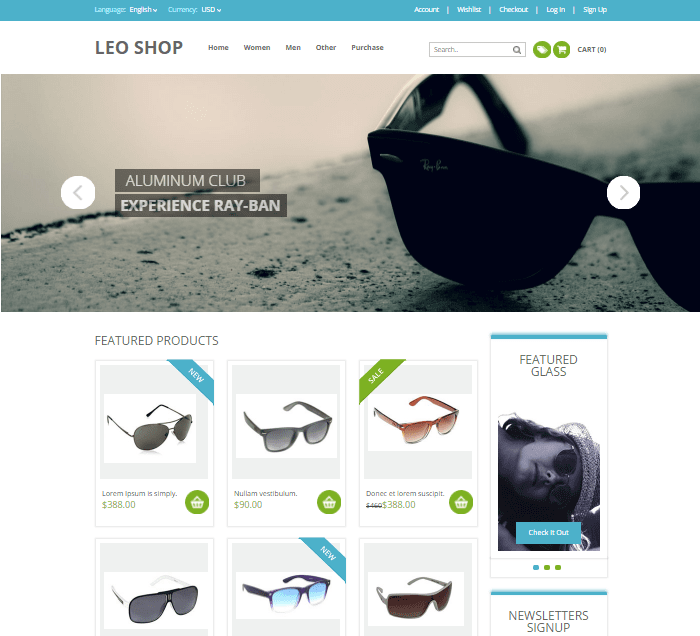 Language: English Currency: USD Account | Wishlist | Checkout | Log In | Sign Up
LEO SHOP Home Women Men Other Purchase Search.. CART (0)
Ray-Ban
ALUMINUM CLUB
EXPERIENCE RAY-BAN
FEATURED PRODUCTS
NEW
SALE
Lorem Ipsum is simply.
$388.00
Nullam vestibulum.
$90.00
Donec et lorem suscipit.
$460 $388.00
NEW
FEATURED
GLASS
Check It Out
NEWSLETTERS
SIGNUP